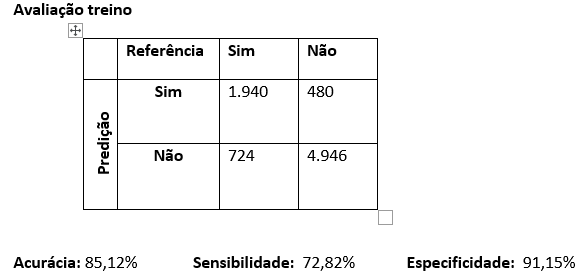 Avaliação treino
Referência Sim Não
Predição
Sim 1.940 480
Não 724 4.946
Acurácia: 85,12% Sensibilidade: 72,82% Especificidade: 91,15%